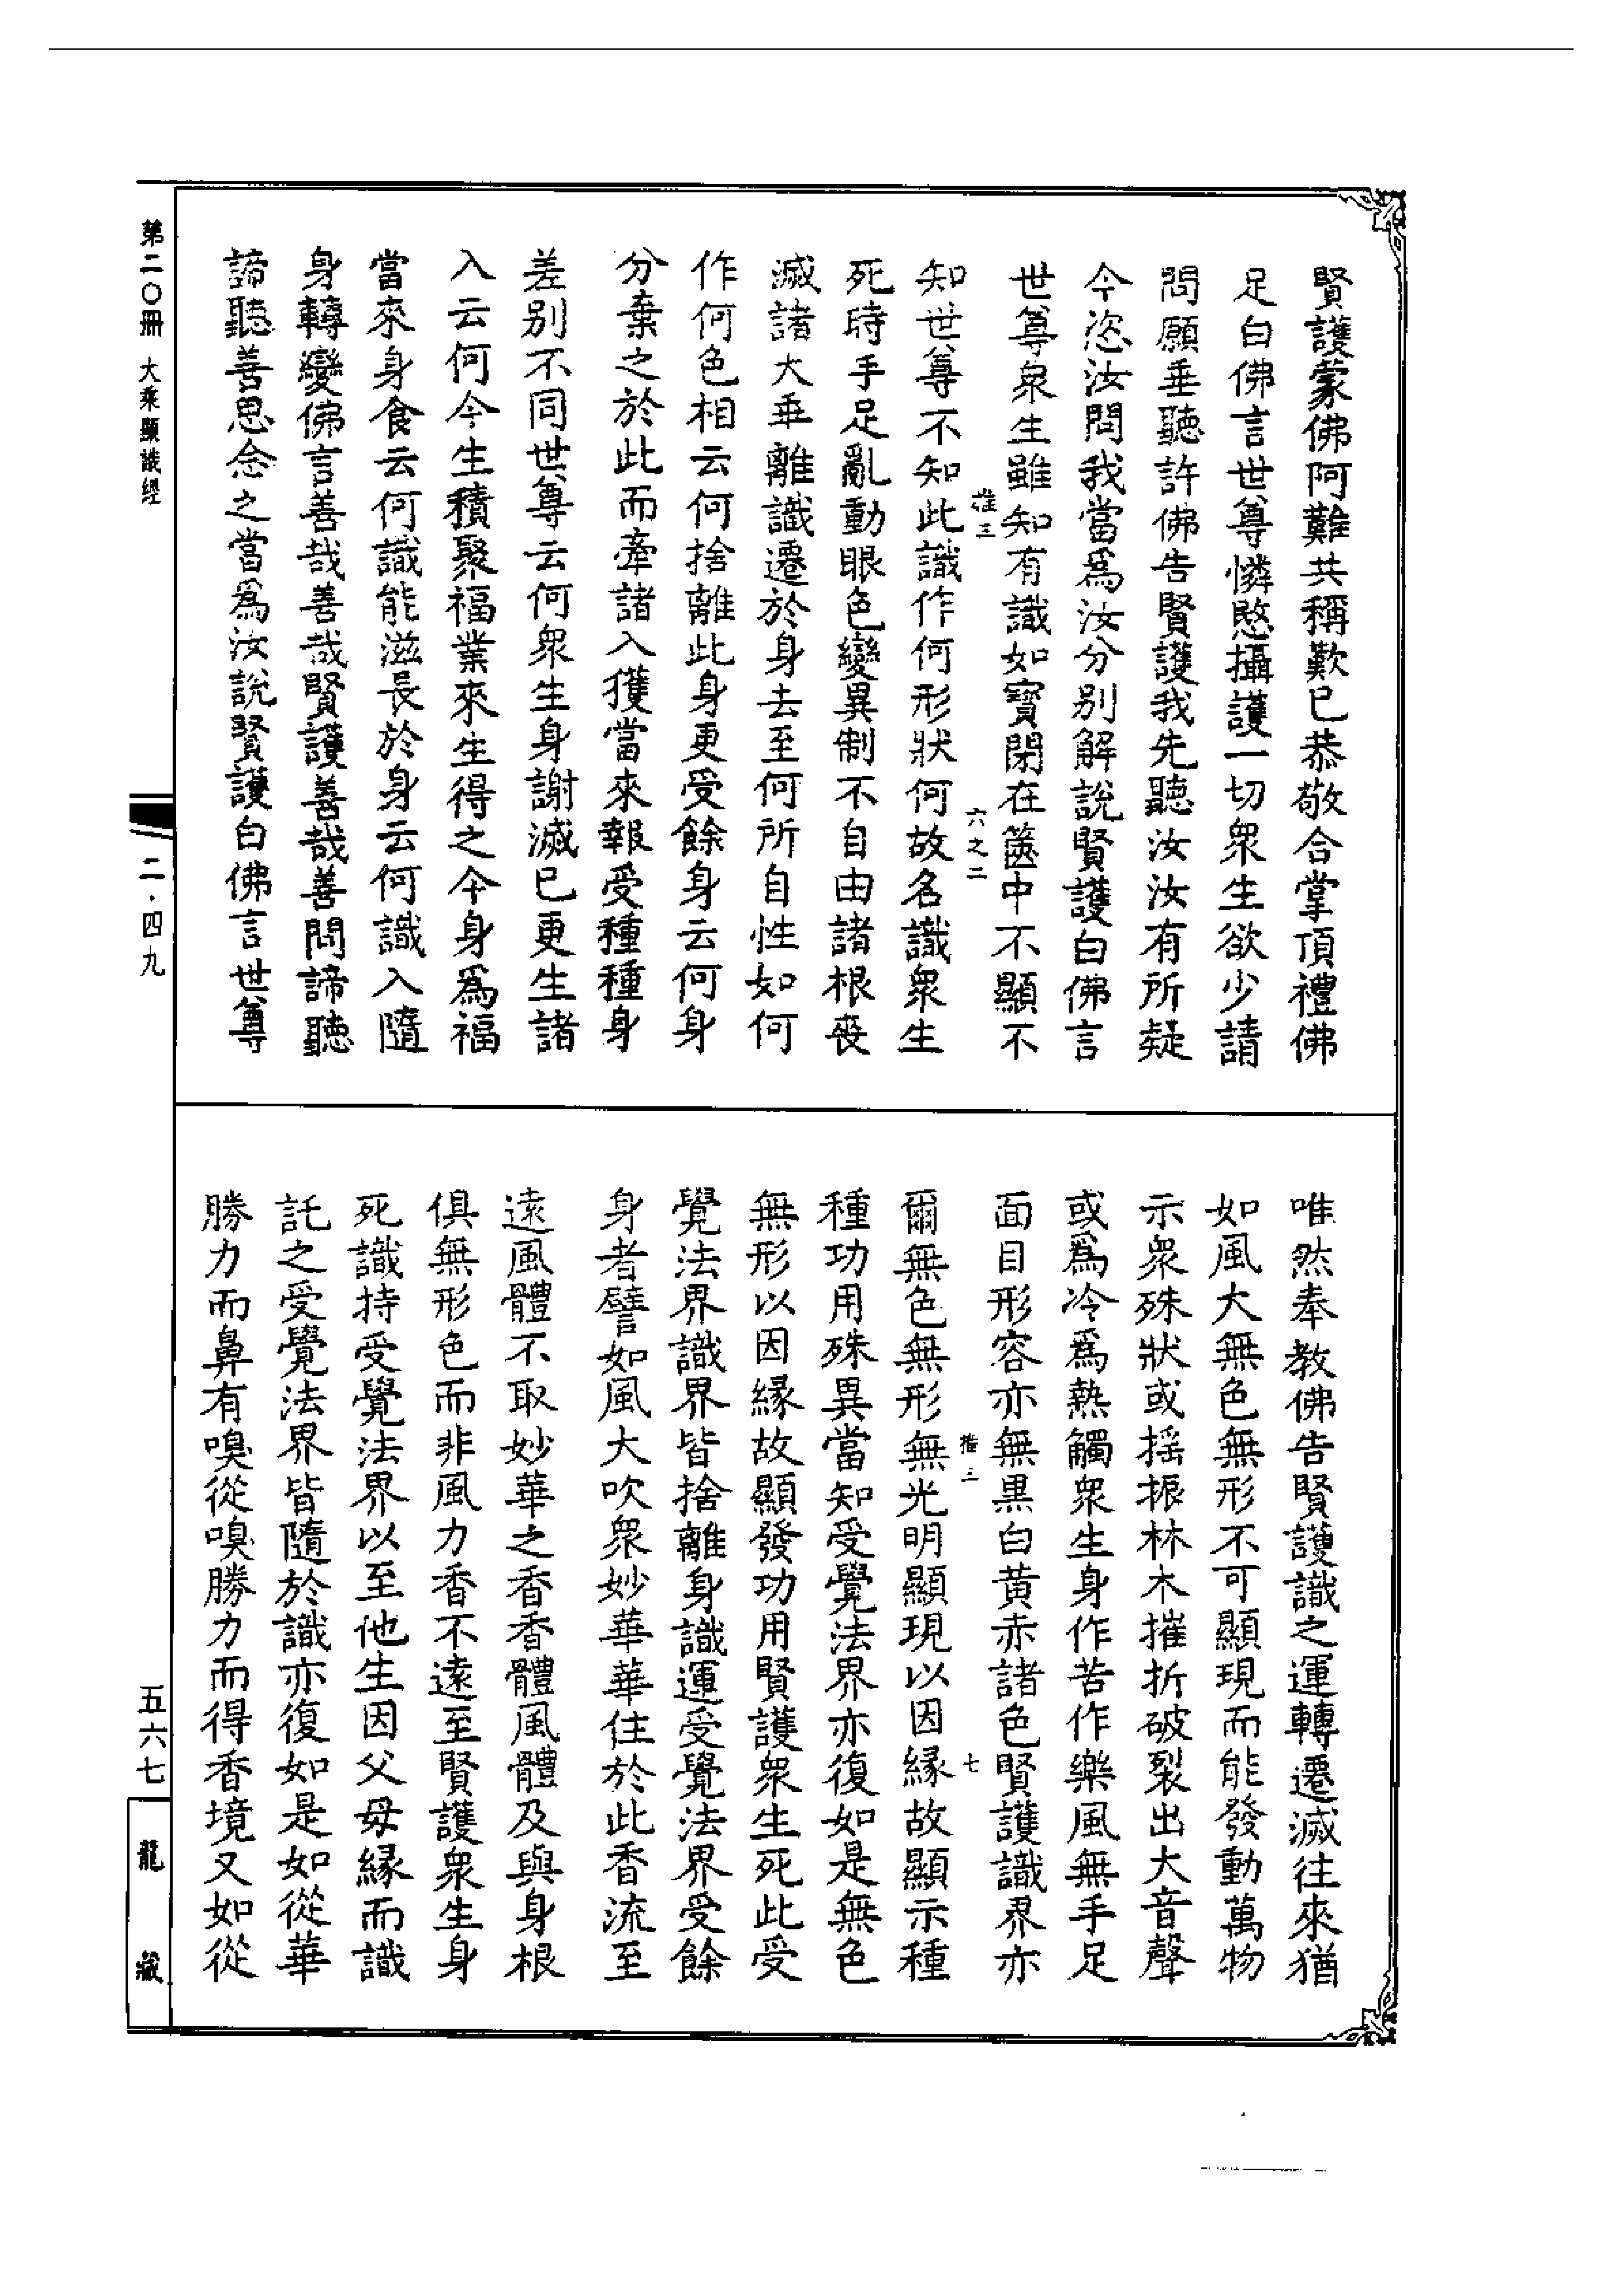 賢護蒙佛阿難共稱歎已恭敬合掌頂禮佛
足白佛言世尊憐愍攝護一切衆生欲少請
問願垂聽許佛告賢護我先聽汝汝有所疑
今恣汝問我當爲汝分別解説賢護白佛言
世尊衆生雖知有識如寶閉在篋中不顯不
六之二
知世尊不知此識作何形狀何故名識衆生
死時手足亂動眼色變異制不自由諸根喪
滅諸大乖離識遷於身去至何所自性如何
作何色相云何捨離此身更受餘身云何身
分棄之於此而牽諸入獲當來報受種種身
差別不同世尊云何衆生身謝滅已更生諸
入云何今生積聚福業來生得之今身爲福
當來身食云何識能滋長於身云何識入隨
身轉變佛言善哉善哉賢護善哉善問諦聽
諦聽善思念之當爲汝説賢護白佛言世尊
唯然奉教佛告賢護識之運轉遷滅往來猶
如風大無色無形不可顯現而能發動萬物
示衆殊狀或揺振林木摧折破裂出大音聲
或爲冷爲熱觸衆生身作苦作樂風無手足
面目形容亦無黒白黄赤諸色賢護識界亦
七
爾無色無形無光明顯現以因縁故顯示種
種功用殊異當知受覺法界亦復如是無色
無形以因縁故顯發功用賢護衆生死此受
覺法界識界皆捨離身識運受覺法界受餘
身者譬如風大吹衆妙華華住於此香流至
遠風體不取妙華之香香體風體及與身根
俱無形色而非風力香不遠至賢護衆生身
死識持受覺法界以至他生因父母縁而識
託之受覺法界皆隨於識亦復如是如從華
勝力而鼻有嗅從嗅勝力而得香境又如從
第二〇冊 大乘顯識經
二·四九
五六七
龍藏